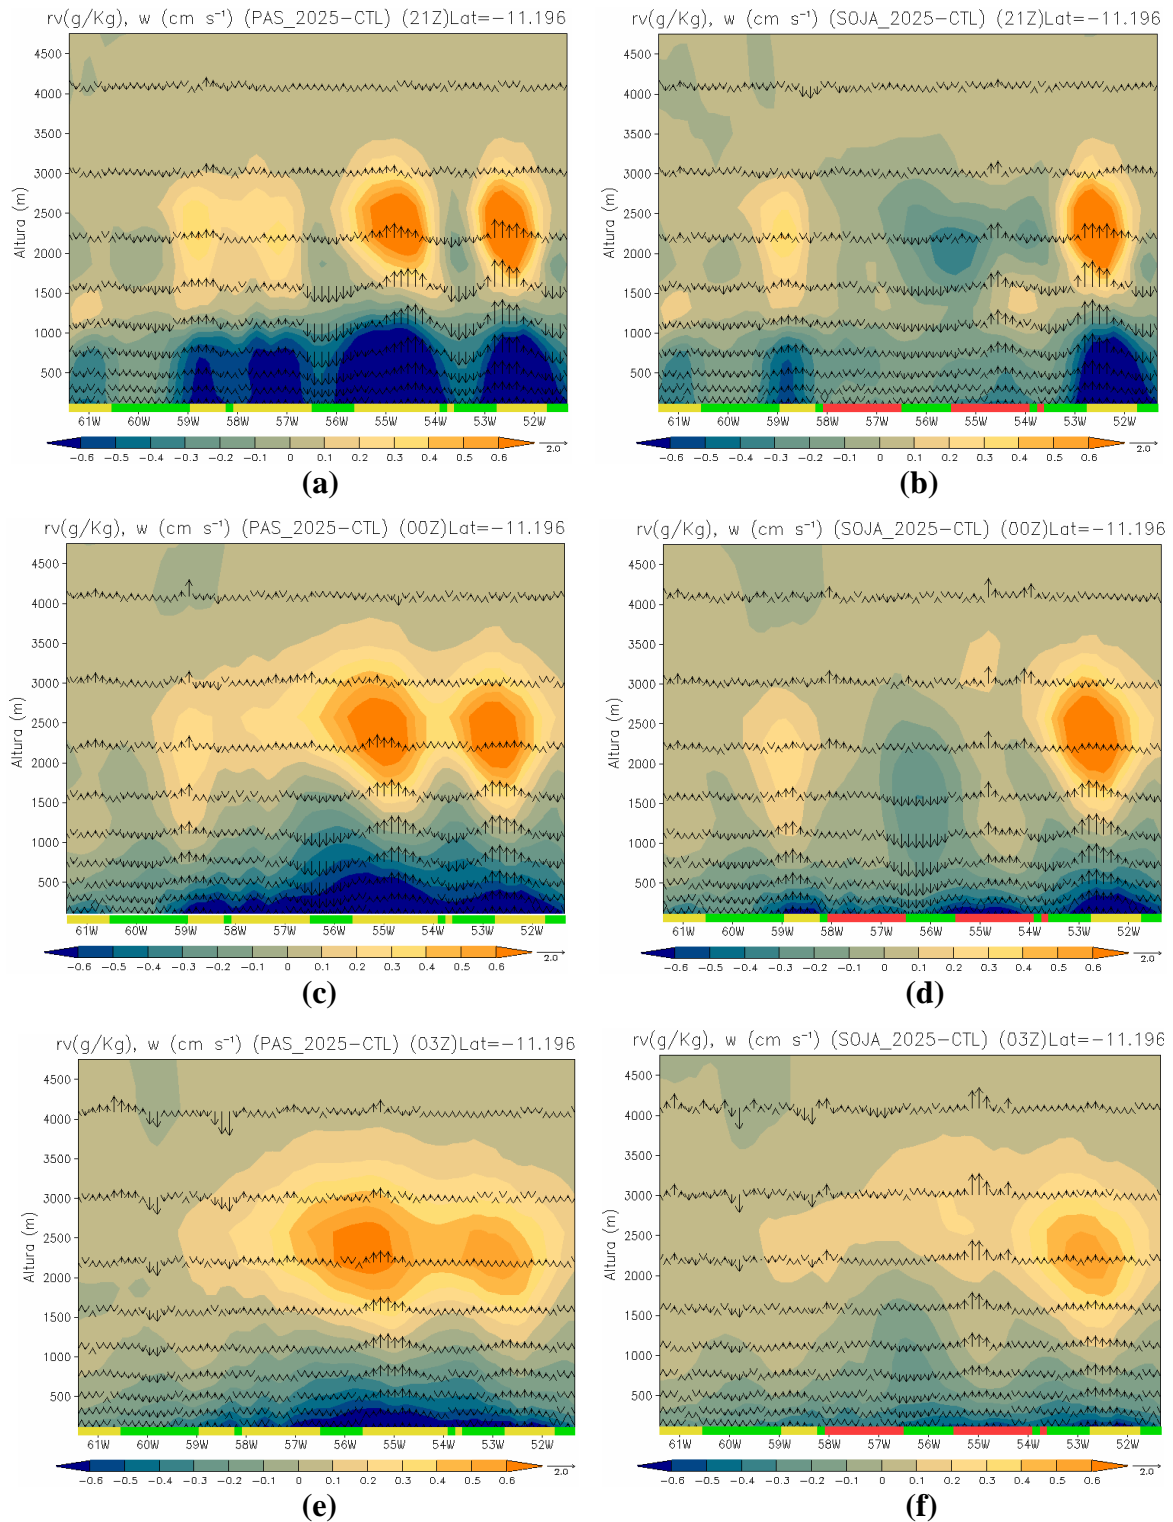 rv(g/Kg), w (cm s⁻¹) (PAS_2025-CTL) (21Z)Lat=-11.196
4500
4000
3500
3000
2500
2000
1500
1000
500
Altura (m)
61W 60W 59W 58W 57W 56W 55W 54W 53W 52W
-0.6 -0.5 -0.4 -0.3 -0.2 -0.1 0 0.1 0.2 0.3 0.4 0.5 0.6
2.0
(a)
rv(g/Kg), w (cm s⁻¹) (SOJA_2025-CTL) (21Z)Lat=-11.196
4500
4000
3500
3000
2500
2000
1500
1000
500
Altura (m)
61W 60W 59W 58W 57W 56W 55W 54W 53W 52W
-0.6 -0.5 -0.4 -0.3 -0.2 -0.1 0 0.1 0.2 0.3 0.4 0.5 0.6
2.0
(b)
rv(g/Kg), w (cm s⁻¹) (PAS_2025-CTL) (00Z)Lat=-11.196
4500
4000
3500
3000
2500
2000
1500
1000
500
Altura (m)
61W 60W 59W 58W 57W 56W 55W 54W 53W 52W
-0.6 -0.5 -0.4 -0.3 -0.2 -0.1 0 0.1 0.2 0.3 0.4 0.5 0.6
2.0
(c)
rv(g/Kg), w (cm s⁻¹) (SOJA_2025-CTL) (00Z)Lat=-11.196
4500
4000
3500
3000
2500
2000
1500
1000
500
Altura (m)
61W 60W 59W 58W 57W 56W 55W 54W 53W 52W
-0.6 -0.5 -0.4 -0.3 -0.2 -0.1 0 0.1 0.2 0.3 0.4 0.5 0.6
2.0
(d)
rv(g/Kg), w (cm s⁻¹) (PAS_2025-CTL) (03Z)Lat=-11.196
4500
4000
3500
3000
2500
2000
1500
1000
500
Altura (m)
61W 60W 59W 58W 57W 56W 55W 54W 53W 52W
-0.6 -0.5 -0.4 -0.3 -0.2 -0.1 0 0.1 0.2 0.3 0.4 0.5 0.6
2.0
(e)
rv(g/Kg), w (cm s⁻¹) (SOJA_2025-CTL) (03Z)Lat=-11.196
4500
4000
3500
3000
2500
2000
1500
1000
500
Altura (m)
61W 60W 59W 58W 57W 56W 55W 54W 53W 52W
-0.6 -0.5 -0.4 -0.3 -0.2 -0.1 0 0.1 0.2 0.3 0.4 0.5 0.6
2.0
(f)